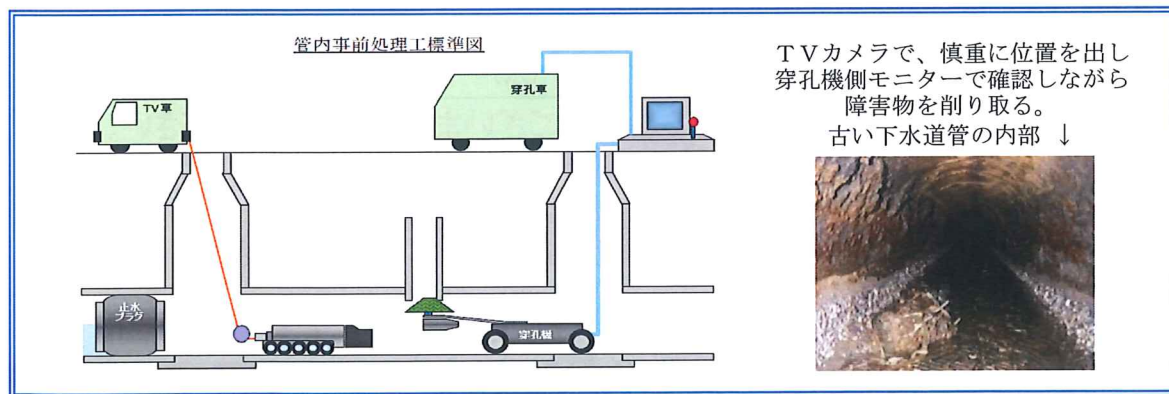 管内事前処理工標準図
TV車
穿孔車
止水
プラグ
穿孔機
TVカメラで、慎重に位置を出し
穿孔機側モニターで確認しながら
障害物を削り取る。
古い下水道管の内部 ↓